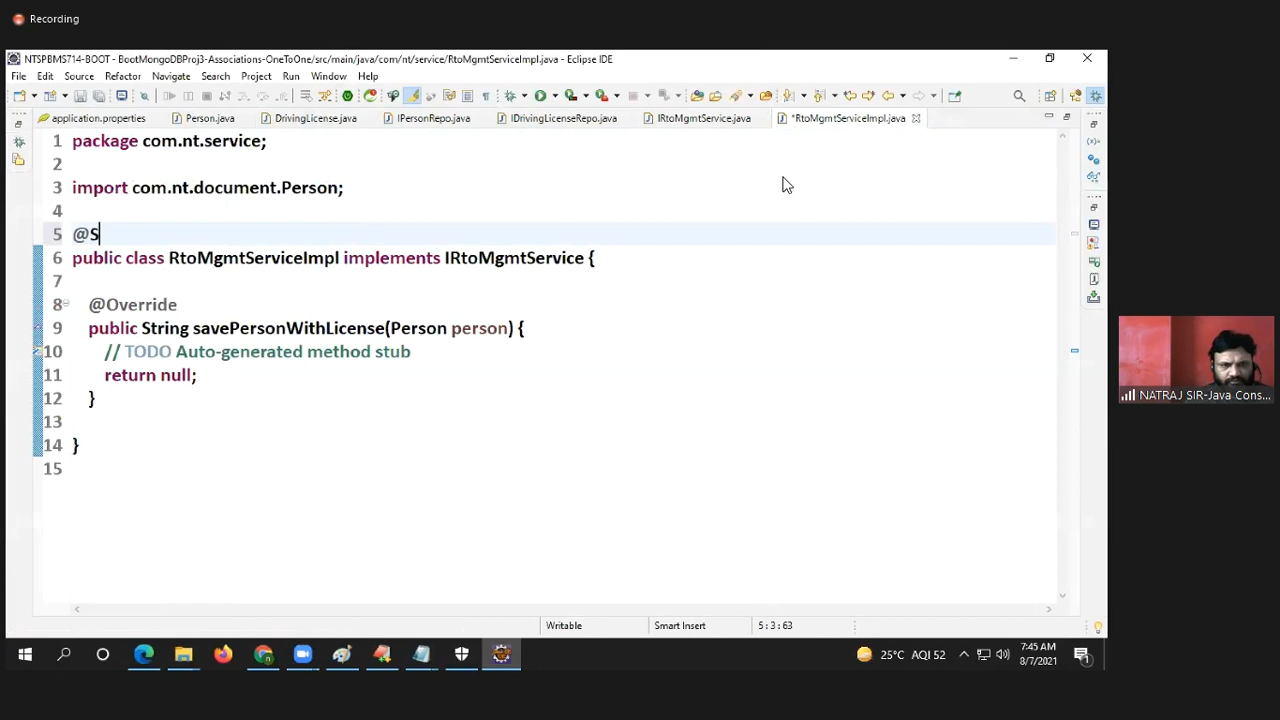 Recording
NTSPBMS714-BOOT - BootMongoDBProj3-Associations-OneToOne/src/main/java/com/nt/service/RtoMgmtServiceImpl.java - Eclipse IDE
File Edit Source Refactor Navigate Search Project Run Window Help
application.properties Person.java DrivingLicense.java IPersonRepo.java IDrivingLicenseRepo.java IRtoMgmtService.java *RtoMgmtServiceImpl.java
1 package com.nt.service;
2
3 import com.nt.document.Person;
4
5 @S
6 public class RtoMgmtServiceImpl implements IRtoMgmtService {
7
8 @Override
9 public String savePersonWithLicense(Person person) {
10 // TODO Auto-generated method stub
11 return null;
12 }
13
14 }
15
NATRAJ SIR-Java Cons...
Writable Smart Insert 5 : 3 : 63
25°C AQI 52 7:45 AM
8/7/2021 1